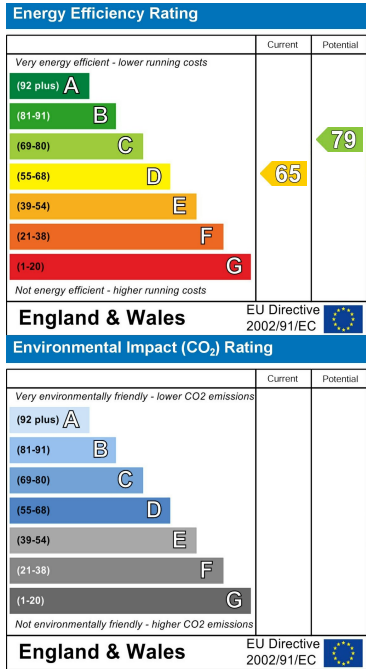 Energy Efficiency Rating
Current Potential
Very energy efficient - lower running costs
(92 plus) A
(81-91) B
(69-80) C
79
(55-68) D
65
(39-54) E
(21-38) F
(1-20) G
Not energy efficient - higher running costs
England & Wales
EU Directive
2002/91/EC
Environmental Impact (CO₂) Rating
Current Potential
Very environmentally friendly - lower CO2 emissions
(92 plus) A
(81-91) B
(69-80) C
(55-68) D
(39-54) E
(21-38) F
(1-20) G
Not environmentally friendly - higher CO2 emissions
England & Wales
EU Directive
2002/91/EC